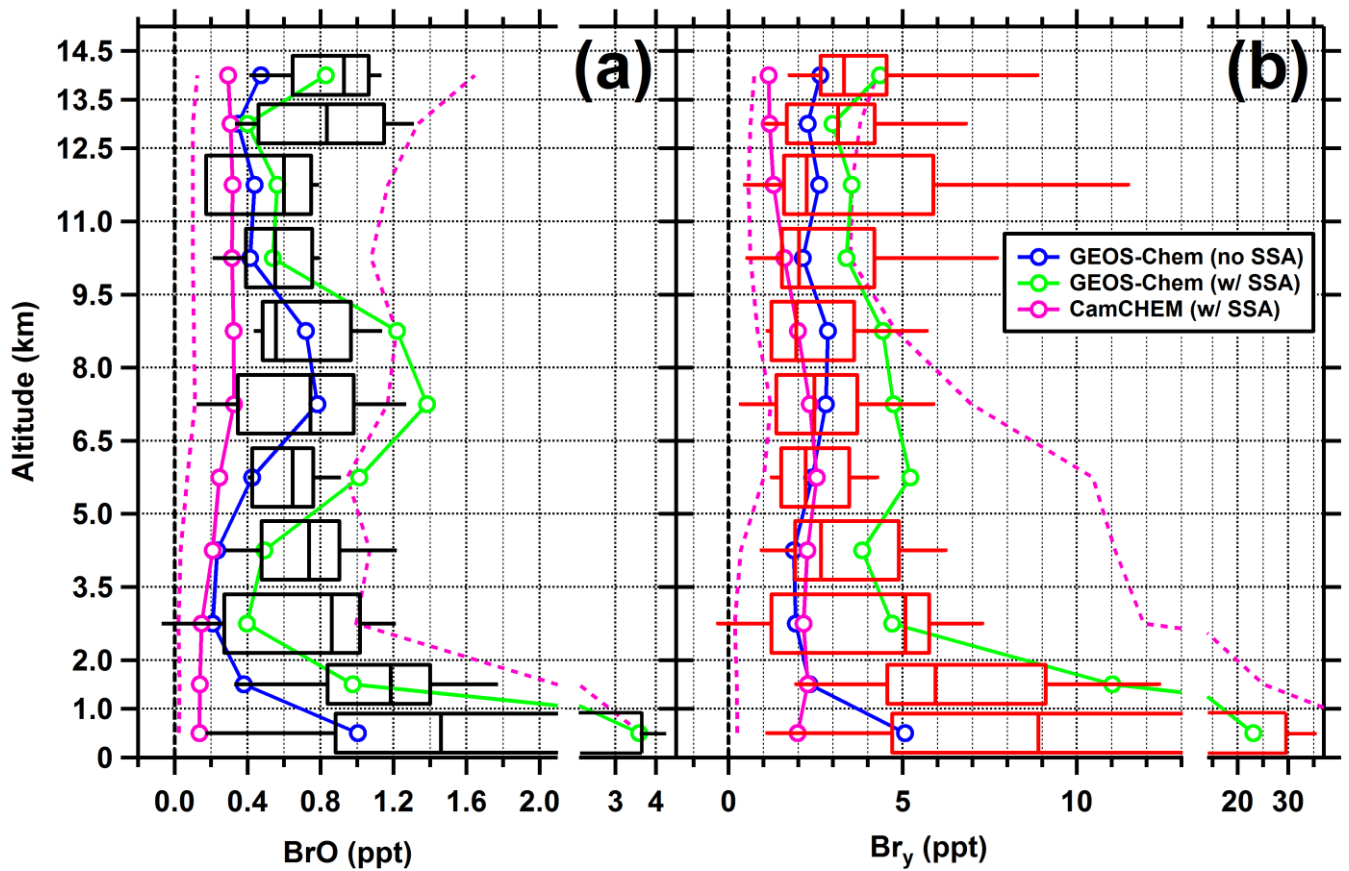 (a)
(b)
14.5
13.5
12.5
11.0
9.5
8.0
6.5
5.0
3.5
2.0
1.0
0
Altitude (km)
GEOS-Chem (no SSA)
GEOS-Chem (w/ SSA)
CamCHEM (w/ SSA)
0.0 0.4 0.8 1.2 1.6 2.0 3 4
0 5 10 20 30
BrO (ppt)
Bry (ppt)